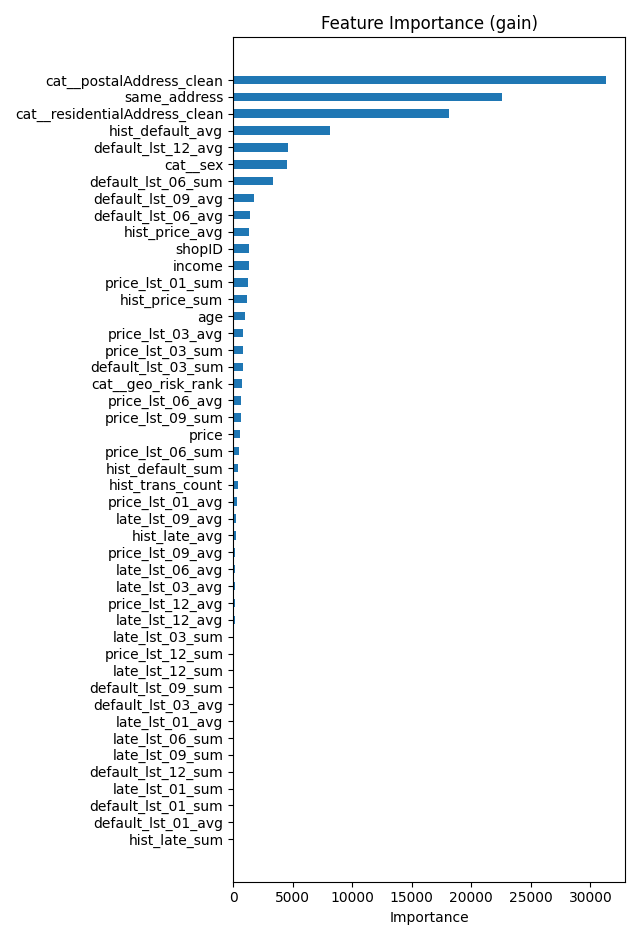 Feature Importance (gain)
cat__postalAddress_clean
same_address
cat__residentialAddress_clean
hist_default_avg
default_lst_12_avg
cat__sex
default_lst_06_sum
default_lst_09_avg
default_lst_06_avg
hist_price_avg
shopID
income
price_lst_01_sum
hist_price_sum
age
price_lst_03_avg
price_lst_03_sum
default_lst_03_sum
cat__geo_risk_rank
price_lst_06_avg
price_lst_09_sum
price
price_lst_06_sum
hist_default_sum
hist_trans_count
price_lst_01_avg
late_lst_09_avg
hist_late_avg
price_lst_09_avg
late_lst_06_avg
late_lst_03_avg
price_lst_12_avg
late_lst_12_avg
late_lst_03_sum
price_lst_12_sum
late_lst_12_sum
default_lst_09_sum
default_lst_03_avg
late_lst_01_avg
late_lst_06_sum
late_lst_09_sum
default_lst_12_sum
late_lst_01_sum
default_lst_01_sum
default_lst_01_avg
hist_late_sum
0 5000 10000 15000 20000 25000 30000
Importance